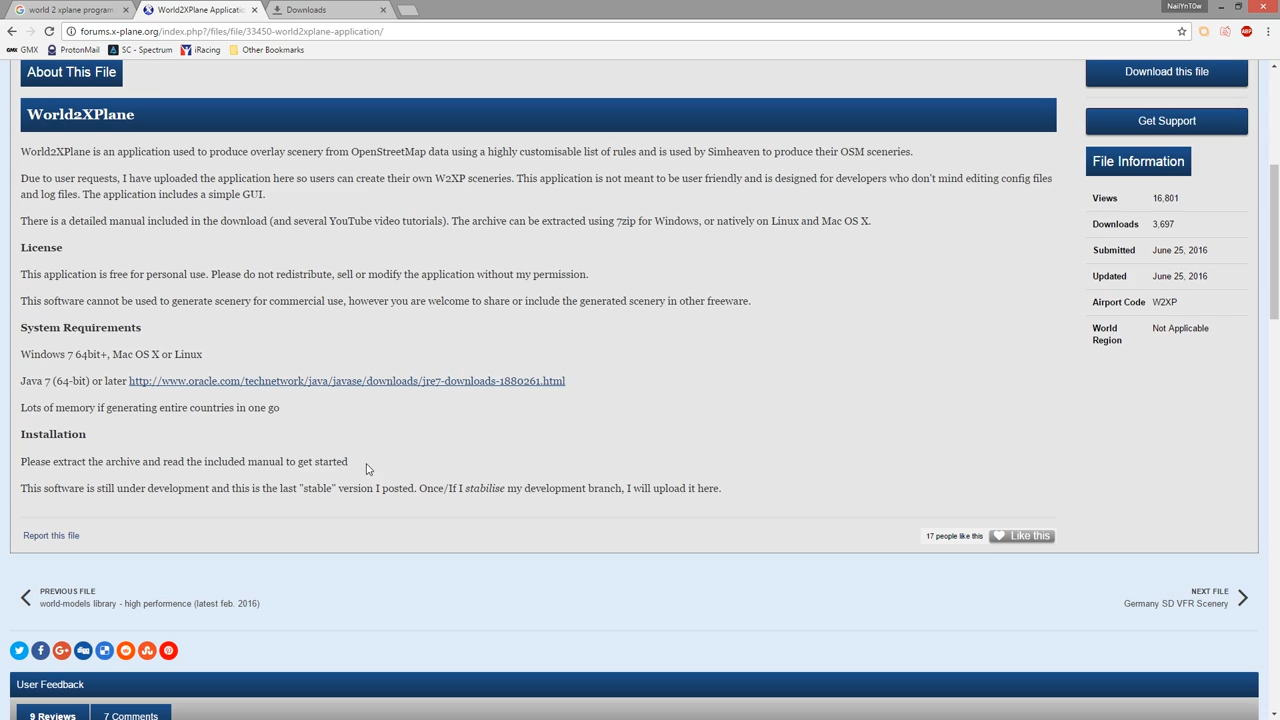 world 2 xplane program
World2XPlane Applicatio
Downloads
NailYnT0w
forums.x-plane.org/index.php?/files/file/33450-world2xplane-application/
GMX
ProtonMail
SC - Spectrum
iRacing
Other Bookmarks
About This File
Download this file
World2XPlane
Get Support
World2XPlane is an application used to produce overlay scenery from OpenStreetMap data using a highly customisable list of rules and is used by Simheaven to produce their OSM sceneries.
File Information
Due to user requests, I have uploaded the application here so users can create their own W2XP sceneries. This application is not meant to be user friendly and is designed for developers who don't mind editing config files
and log files. The application includes a simple GUI.
Views 16,801
There is a detailed manual included in the download (and several YouTube video tutorials). The archive can be extracted using 7zip for Windows, or natively on Linux and Mac OS X.
Downloads 3,697
License
Submitted June 25, 2016
This application is free for personal use. Please do not redistribute, sell or modify the application without my permission.
Updated June 25, 2016
This software cannot be used to generate scenery for commercial use, however you are welcome to share or include the generated scenery in other freeware.
Airport Code W2XP
System Requirements
World Region Not Applicable
Windows 7 64bit+, Mac OS X or Linux
Java 7 (64-bit) or later http://www.oracle.com/technetwork/java/javase/downloads/jre7-downloads-1880261.html
Lots of memory if generating entire countries in one go
Installation
Please extract the archive and read the included manual to get started
This software is still under development and this is the last "stable" version I posted. Once/If I stabilise my development branch, I will upload it here.
Report this file
17 people like this
Like this
PREVIOUS FILE
world-models library - high performence (latest feb. 2016)
NEXT FILE
Germany SD VFR Scenery
User Feedback
9 Reviews
7 Comments